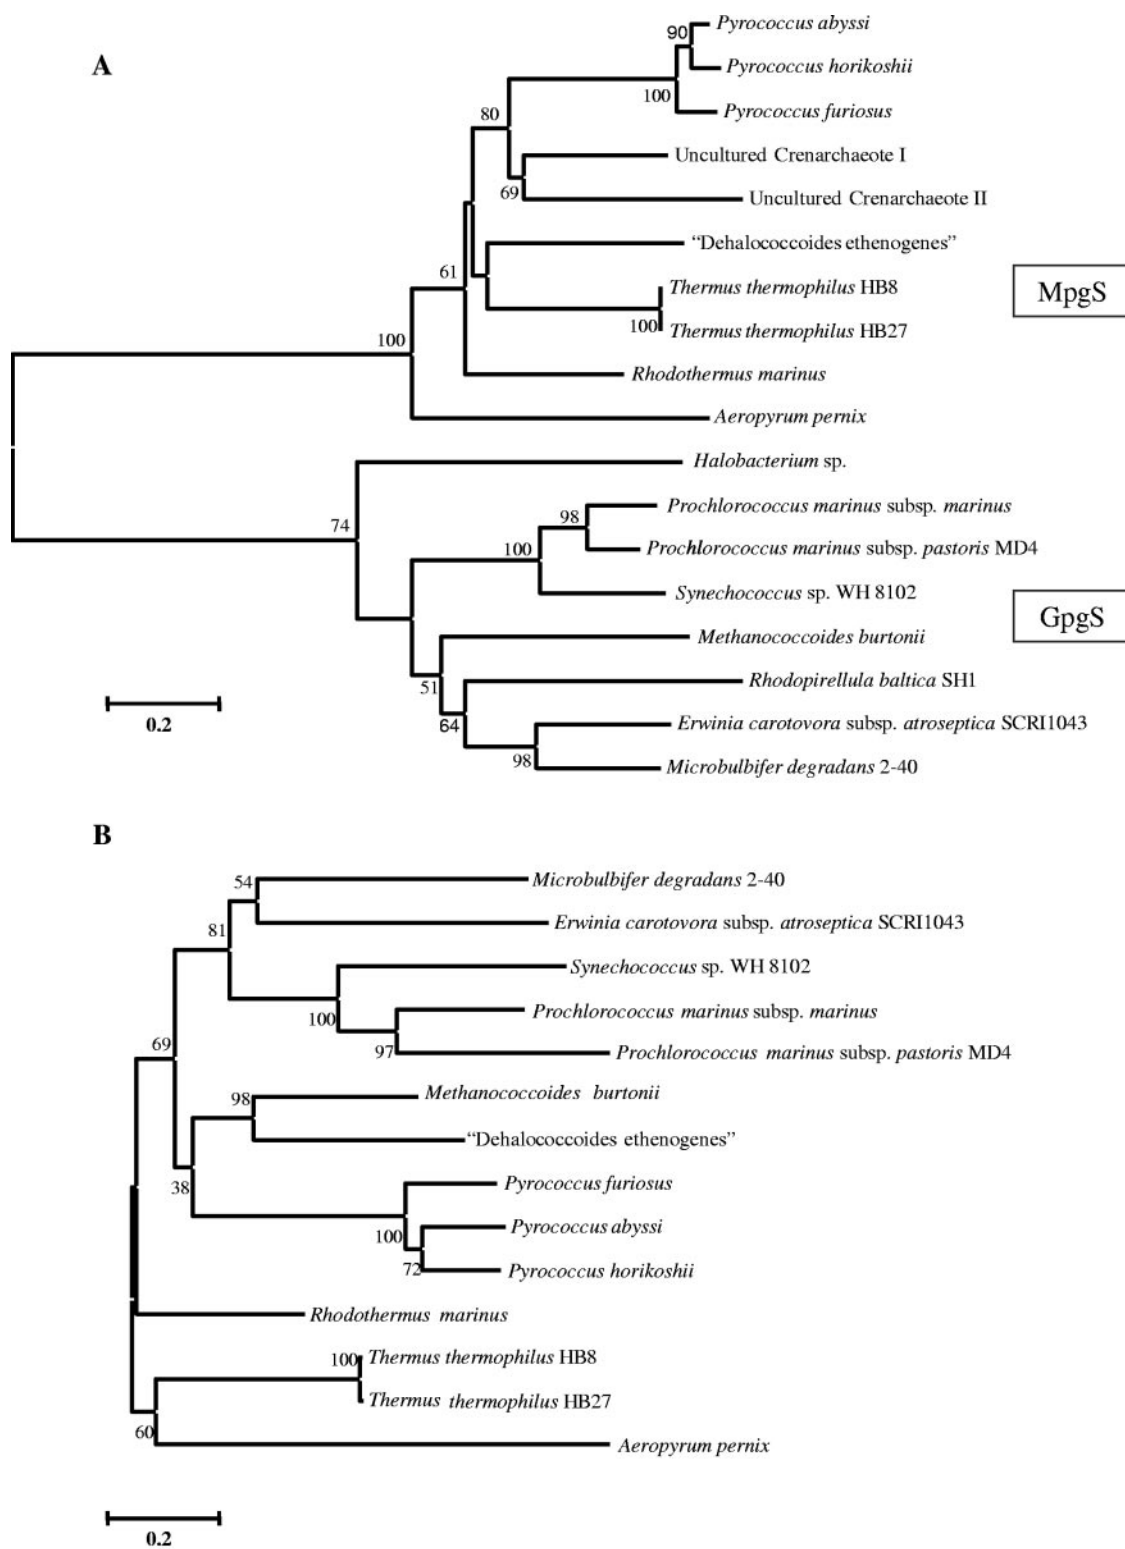 A
90
Pyrococcus abyssi
Pyrococcus horikoshii
100
Pyrococcus furiosus
80
Uncultured Crenarchaeote I
69
Uncultured Crenarchaeote II
"Dehalococcoides ethenogenes"
61
MpgS
Thermus thermophilus HB8
100
Thermus thermophilus HB27
100
Rhodothermus marinus
Aeropyrum pernix
Halobacterium sp.
74
98
Prochlorococcus marinus subsp. marinus
100
Prochlorococcus marinus subsp. pastoris MD4
Synechococcus sp. WH 8102
GpgS
Methanococcoides burtonii
51
Rhodopirellula baltica SH1
64
Erwinia carotovora subsp. atroseptica SCRI1043
0.2
98
Microbulbifer degradans 2-40
B
54
Microbulbifer degradans 2-40
Erwinia carotovora subsp. atroseptica SCRI1043
81
Synechococcus sp. WH 8102
100
Prochlorococcus marinus subsp. marinus
97
Prochlorococcus marinus subsp. pastoris MD4
69
98
Methanococcoides burtonii
"Dehalococcoides ethenogenes"
38
Pyrococcus furiosus
100
Pyrococcus abyssi
72
Pyrococcus horikoshii
Rhodothermus marinus
100
Thermus thermophilus HB8
Thermus thermophilus HB27
60
Aeropyrum pernix
0.2